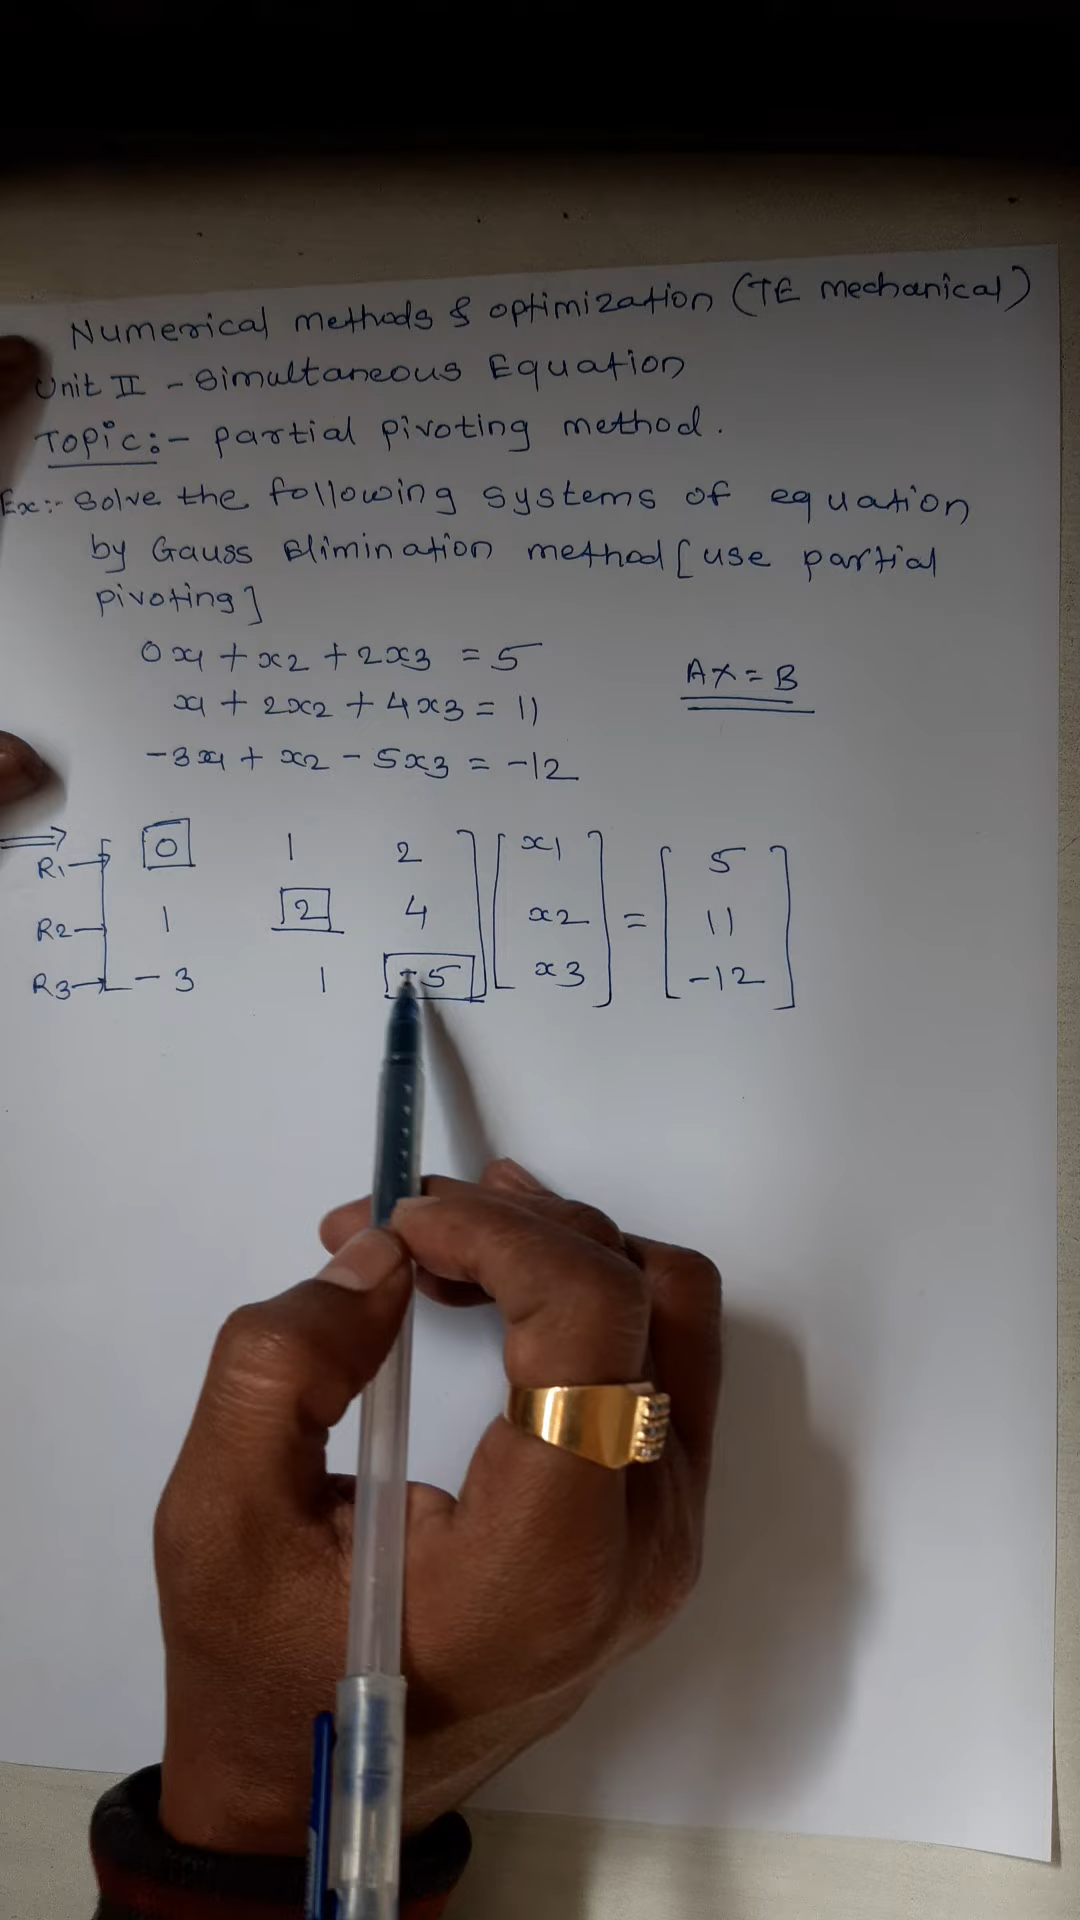 Numerical methods & optimization (TE mechanical)
Unit II - Simultaneous Equation
Topic:- partial pivoting method.
Ex:- Solve the following systems of equation
by Gauss Elimination method [use partial
pivoting]
0x1 + x2 + 2x3 = 5
x1 + 2x2 + 4x3 = 11
AX = B
-3x1 + x2 - 5x3 = -12
R1 0 1 2 x1 5
R2 1 2 4 x2 = 11
R3 -3 1 -5 x3 -12